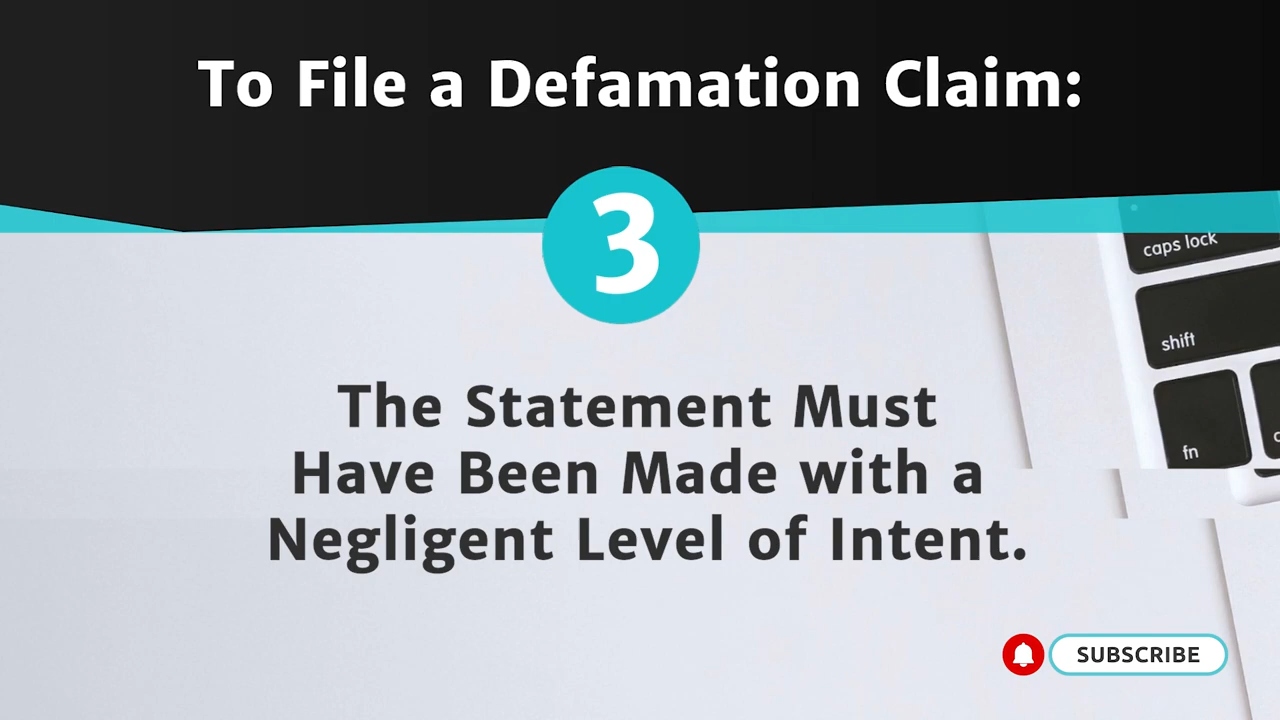 To File a Defamation Claim:
3
caps lock
shift
fn
The Statement Must
Have Been Made with a
Negligent Level of Intent.
SUBSCRIBE